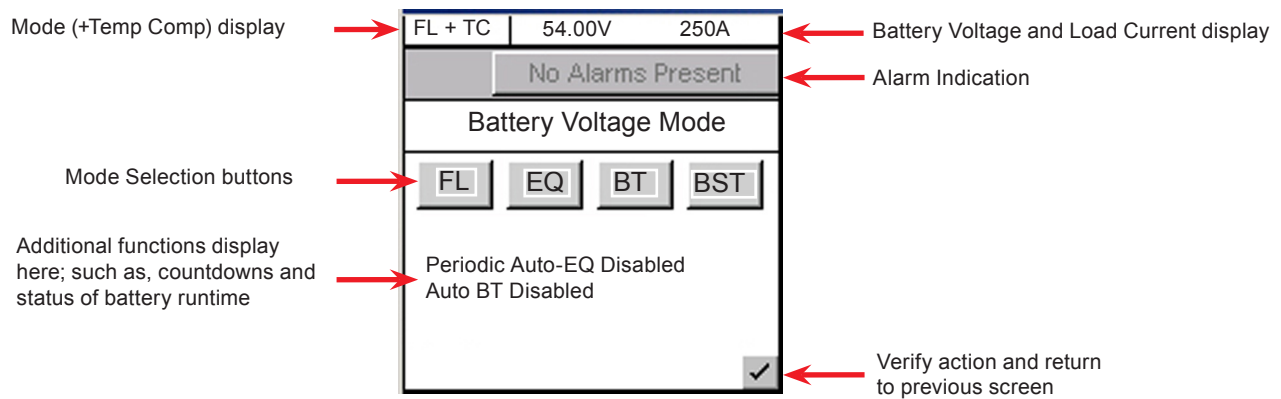 Mode (+Temp Comp) display
FL + TC 54.00V 250A
Battery Voltage and Load Current display
No Alarms Present
Alarm Indication
Battery Voltage Mode
Mode Selection buttons
FL EQ BT BST
Additional functions display
here; such as, countdowns and
status of battery runtime
Periodic Auto-EQ Disabled
Auto BT Disabled
Verify action and return
to previous screen